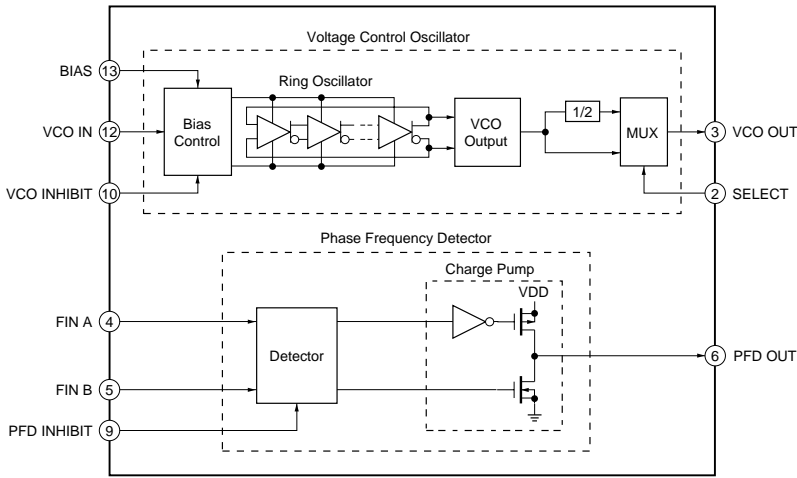 Voltage Control Oscillator
BIAS 13
Ring Oscillator
VCO IN 12
Bias
Control
VCO
Output
1/2
MUX
3 VCO OUT
VCO INHIBIT 10
2 SELECT
Phase Frequency Detector
Charge Pump
VDD
FIN A 4
Detector
6 PFD OUT
FIN B 5
PFD INHIBIT 9